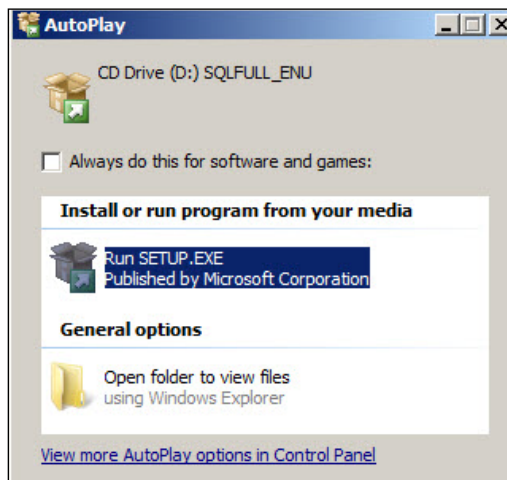 AutoPlay
CD Drive (D:) SQLFULL_ENU
Always do this for software and games:
Install or run program from your media
Run SETUP.EXE
Published by Microsoft Corporation
General options
Open folder to view files
using Windows Explorer
View more AutoPlay options in Control Panel